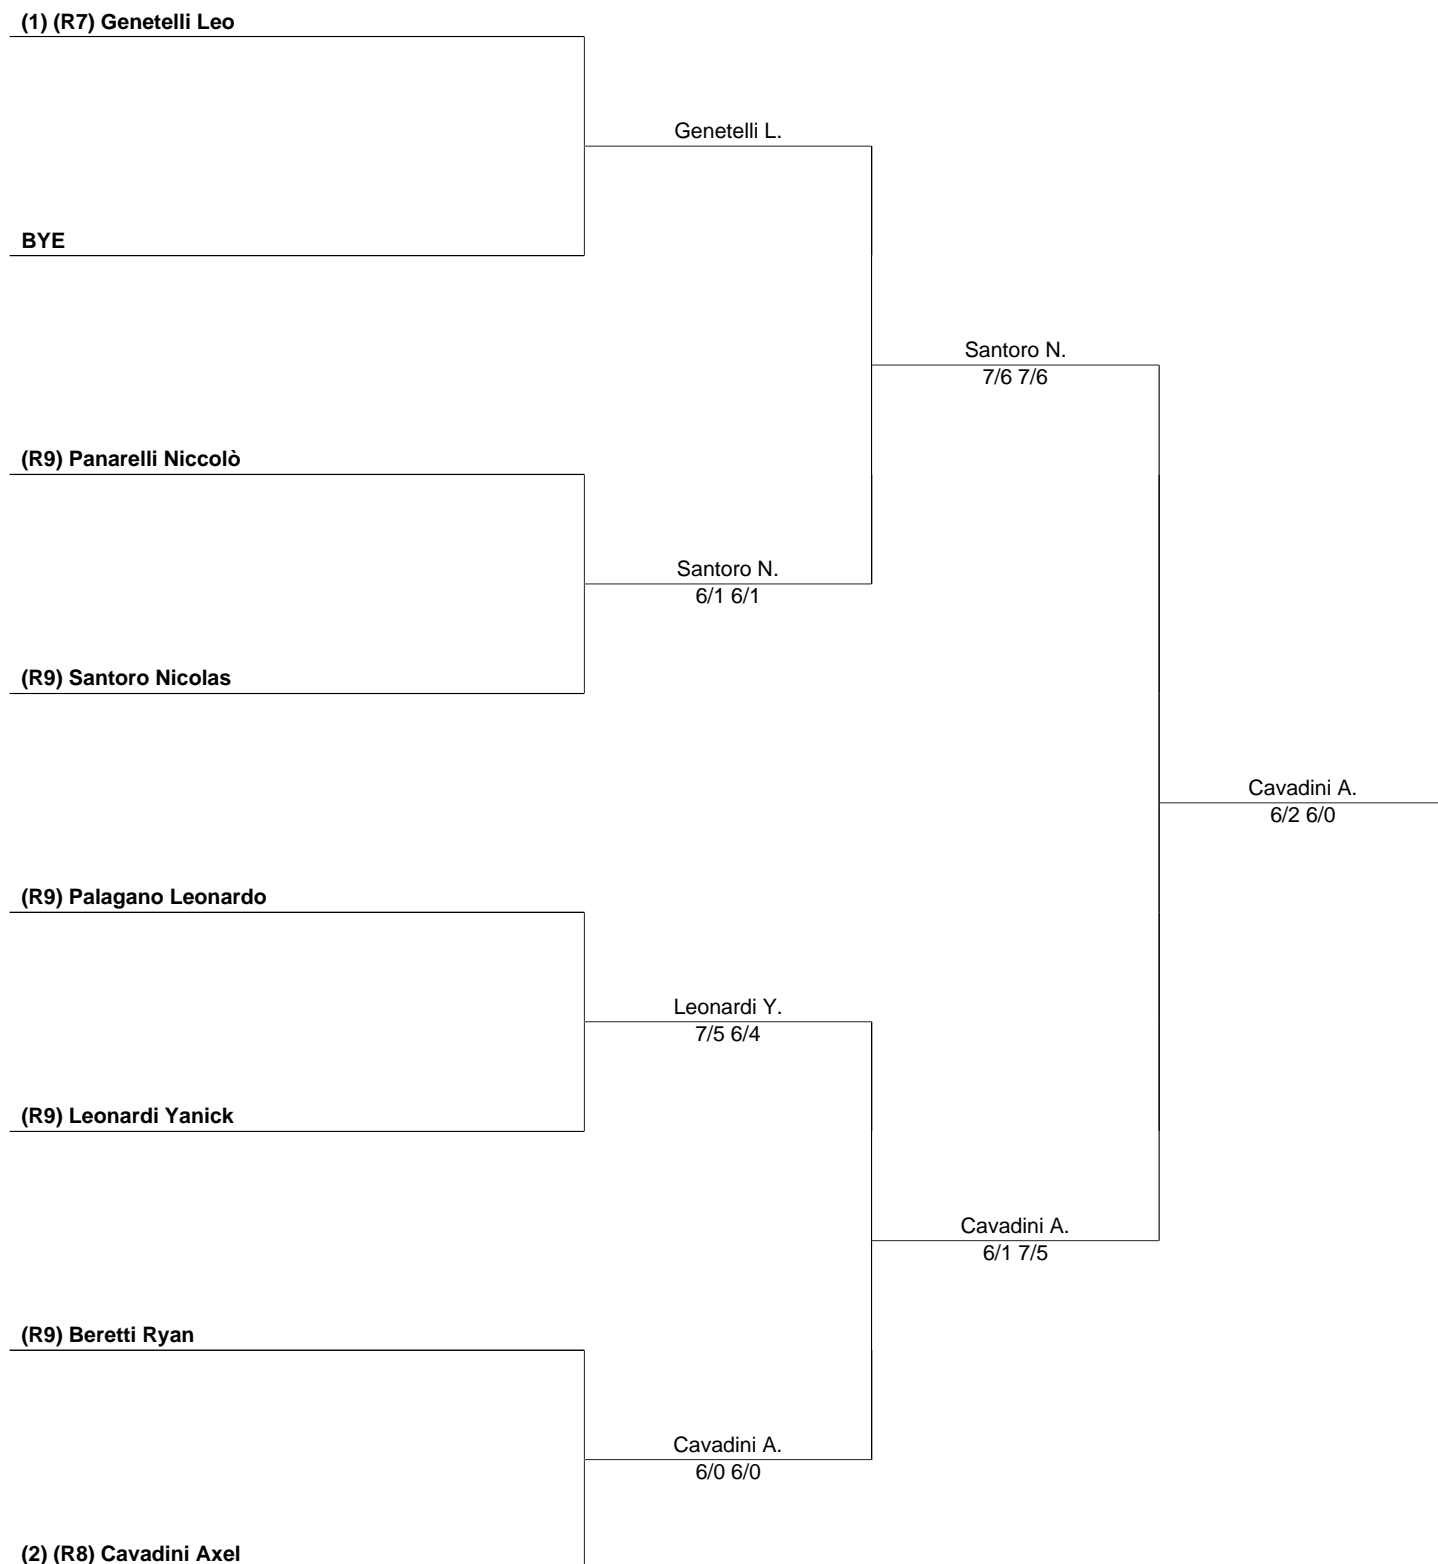 (1) (R7) Genetelli Leo
Genetelli L.
BYE
Santoro N.
7/6 7/6
(R9) Panarelli Niccolò
Santoro N.
6/1 6/1
(R9) Santoro Nicolas
Cavadini A.
6/2 6/0
(R9) Palagano Leonardo
Leonardi Y.
7/5 6/4
(R9) Leonardi Yanick
Cavadini A.
6/1 7/5
(R9) Beretti Ryan
Cavadini A.
6/0 6/0
(2) (R8) Cavadini Axel